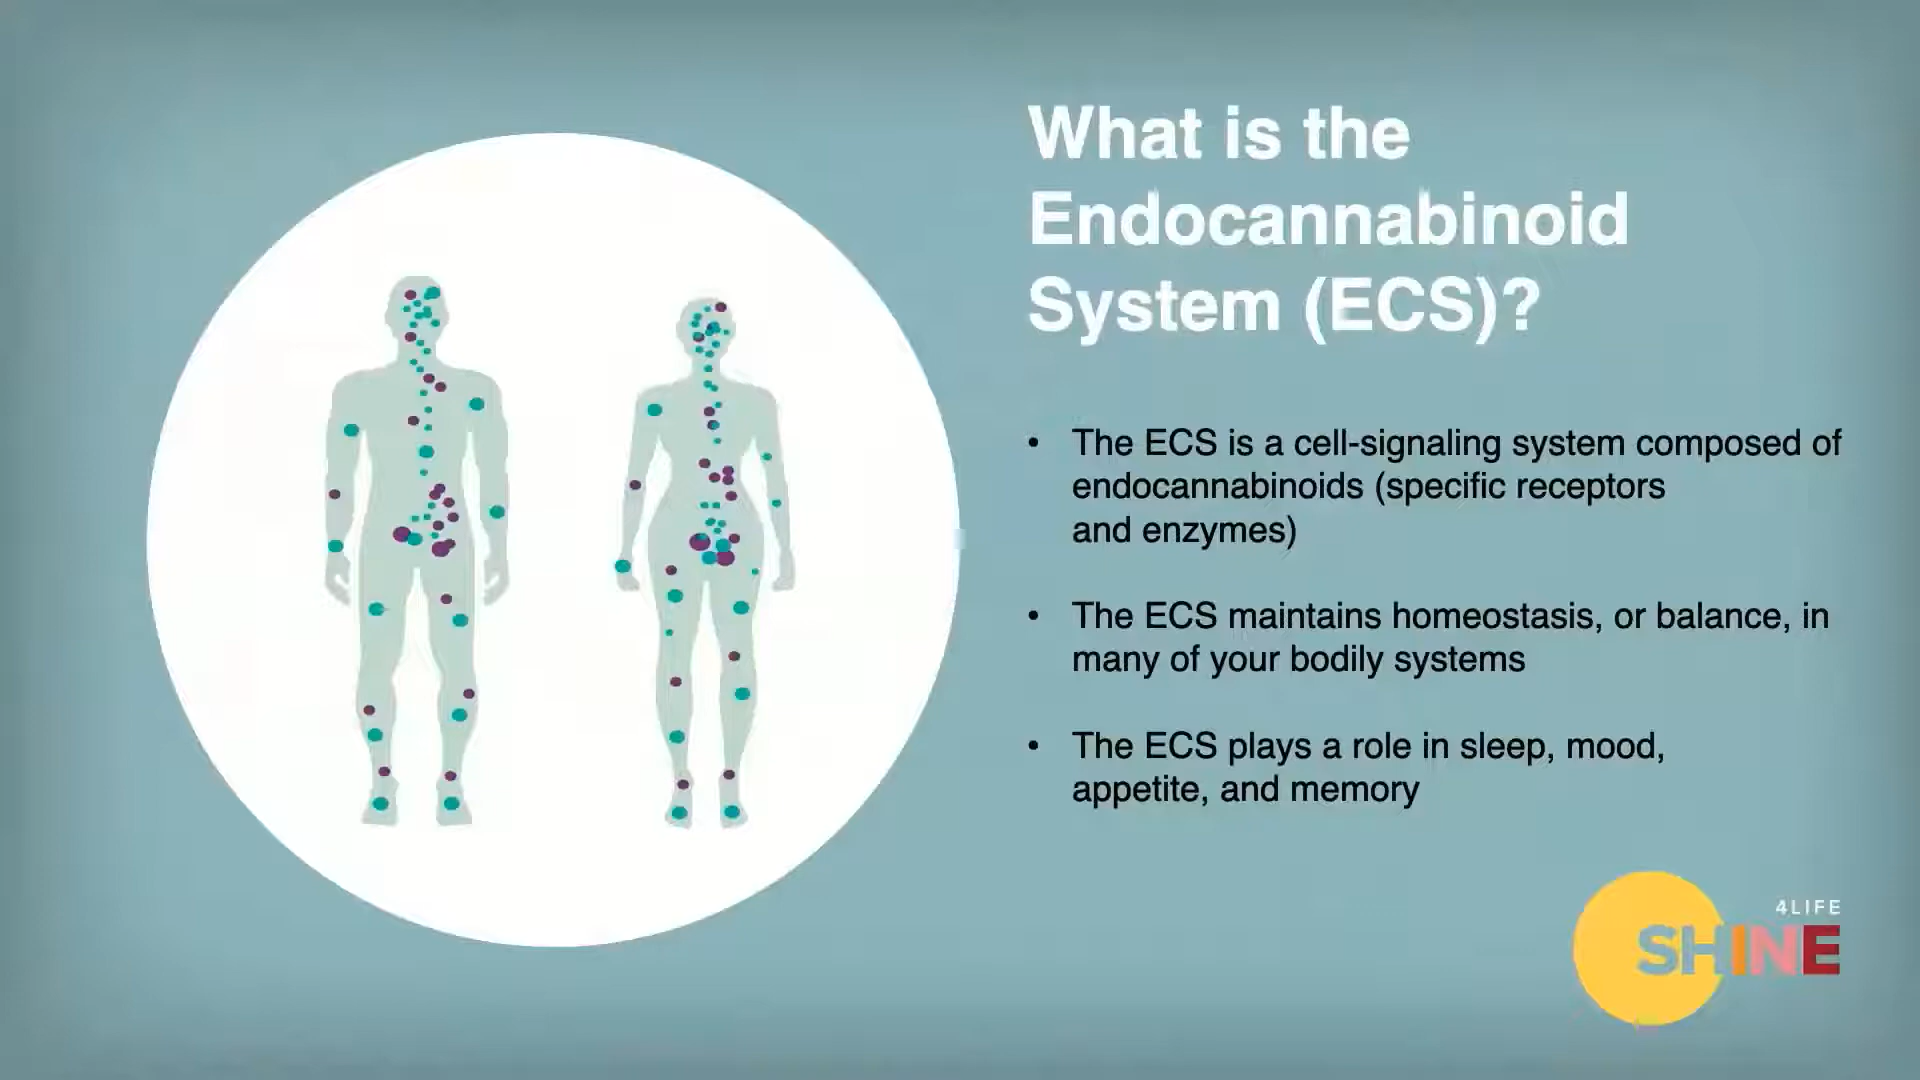 What is the
Endocannabinoid
System (ECS)?
• The ECS is a cell-signaling system composed of
endocannabinoids (specific receptors
and enzymes)
• The ECS maintains homeostasis, or balance, in
many of your bodily systems
• The ECS plays a role in sleep, mood,
appetite, and memory
4LIFE
SHINE